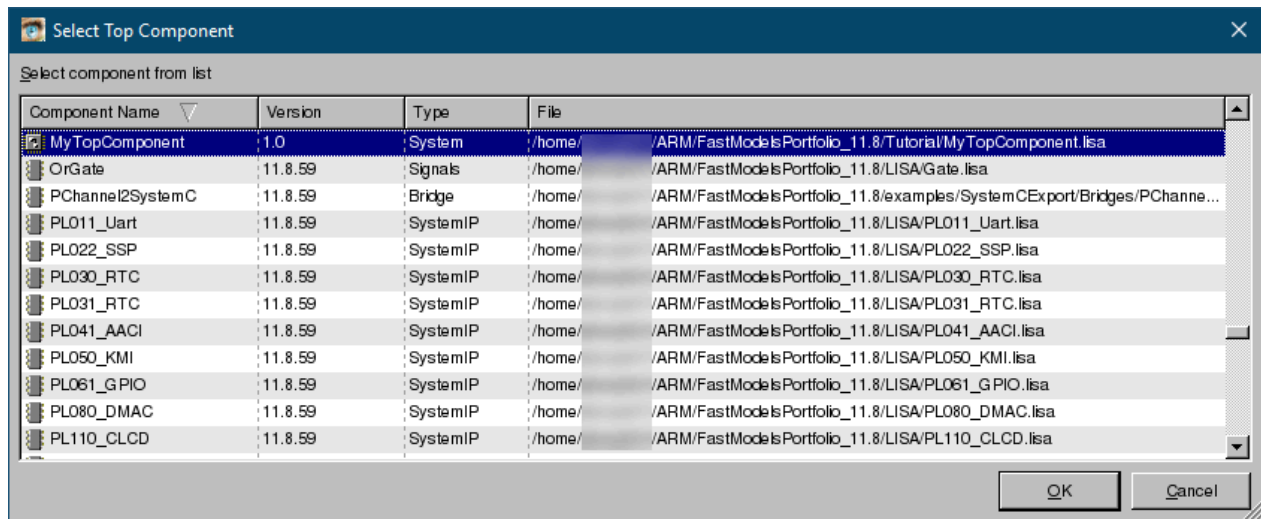 Select Top Component
Select component from list
Component Name Version Type File
MyTopComponent 1.0 System /home/ /ARM/FastModelsPortfolio_11.8/Tutorial/MyTopComponent.lisa
OrGate 11.8.59 Signals /home/ /ARM/FastModelsPortfolio_11.8/LISA/Gate.lisa
PChannel2SystemC 11.8.59 Bridge /home/ /ARM/FastModelsPortfolio_11.8/examples/SystemCExport/Bridges/PChanne...
PL011_Uart 11.8.59 SystemIP /home/ /ARM/FastModelsPortfolio_11.8/LISA/PL011_Uart.lisa
PL022_SSP 11.8.59 SystemIP /home/ /ARM/FastModelsPortfolio_11.8/LISA/PL022_SSP.lisa
PL030_RTC 11.8.59 SystemIP /home/ /ARM/FastModelsPortfolio_11.8/LISA/PL030_RTC.lisa
PL031_RTC 11.8.59 SystemIP /home/ /ARM/FastModelsPortfolio_11.8/LISA/PL031_RTC.lisa
PL041_AACI 11.8.59 SystemIP /home/ /ARM/FastModelsPortfolio_11.8/LISA/PL041_AACI.lisa
PL050_KMI 11.8.59 SystemIP /home/ /ARM/FastModelsPortfolio_11.8/LISA/PL050_KMI.lisa
PL061_GPIO 11.8.59 SystemIP /home/ /ARM/FastModelsPortfolio_11.8/LISA/PL061_GPIO.lisa
PL080_DMAC 11.8.59 SystemIP /home/ /ARM/FastModelsPortfolio_11.8/LISA/PL080_DMAC.lisa
PL110_CLCD 11.8.59 SystemIP /home/ /ARM/FastModelsPortfolio_11.8/LISA/PL110_CLCD.lisa
OK Cancel